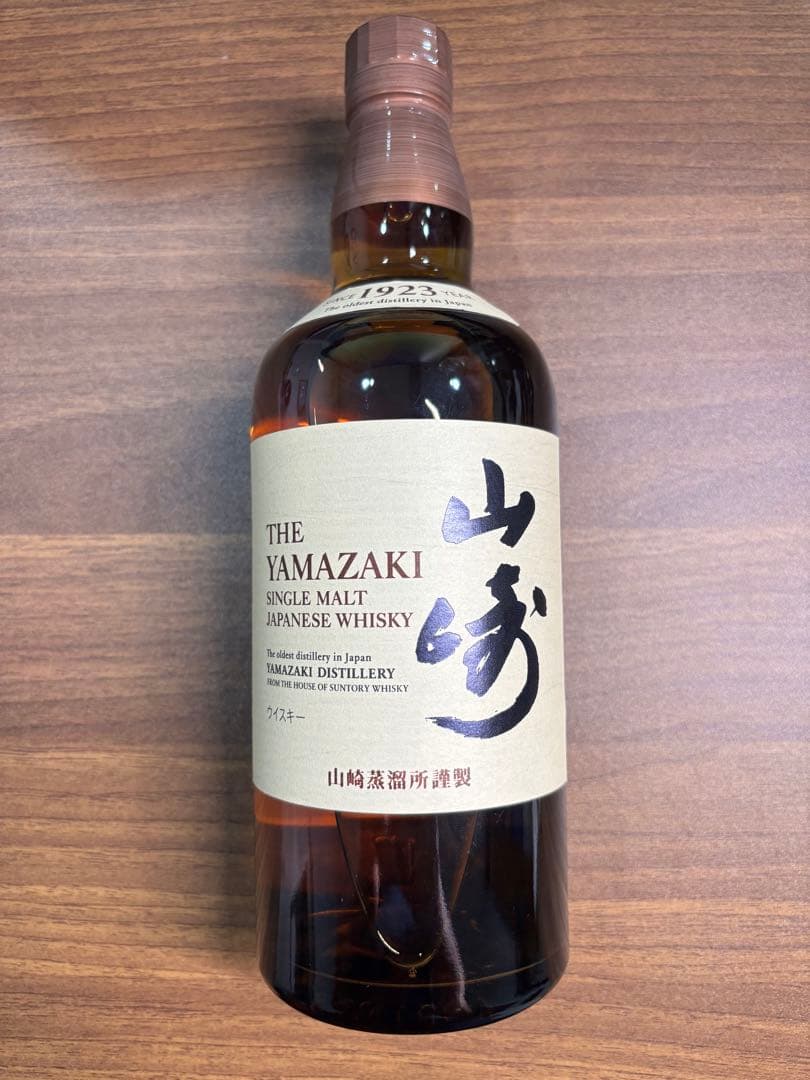 SINCE 1923 YEAR
The oldest distillery in Japan
THE
YAMAZAKI
SINGLE MALT
JAPANESE WHISKY
The oldest distillery in Japan
YAMAZAKI DISTILLERY
FROM THE HOUSE OF SUNTORY WHISKY
ウイスキー
山崎
山崎蒸溜所謹製